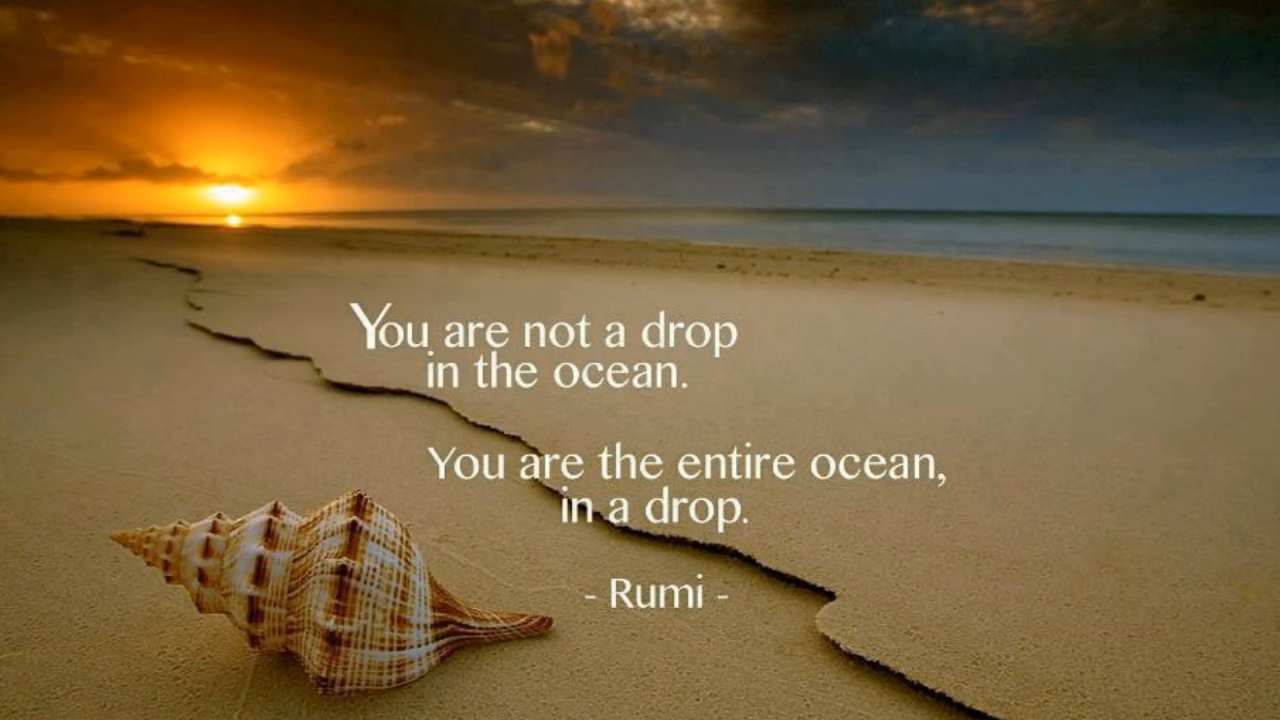 You are not a drop
in the ocean.
You are the entire ocean,
in a drop.
- Rumi -